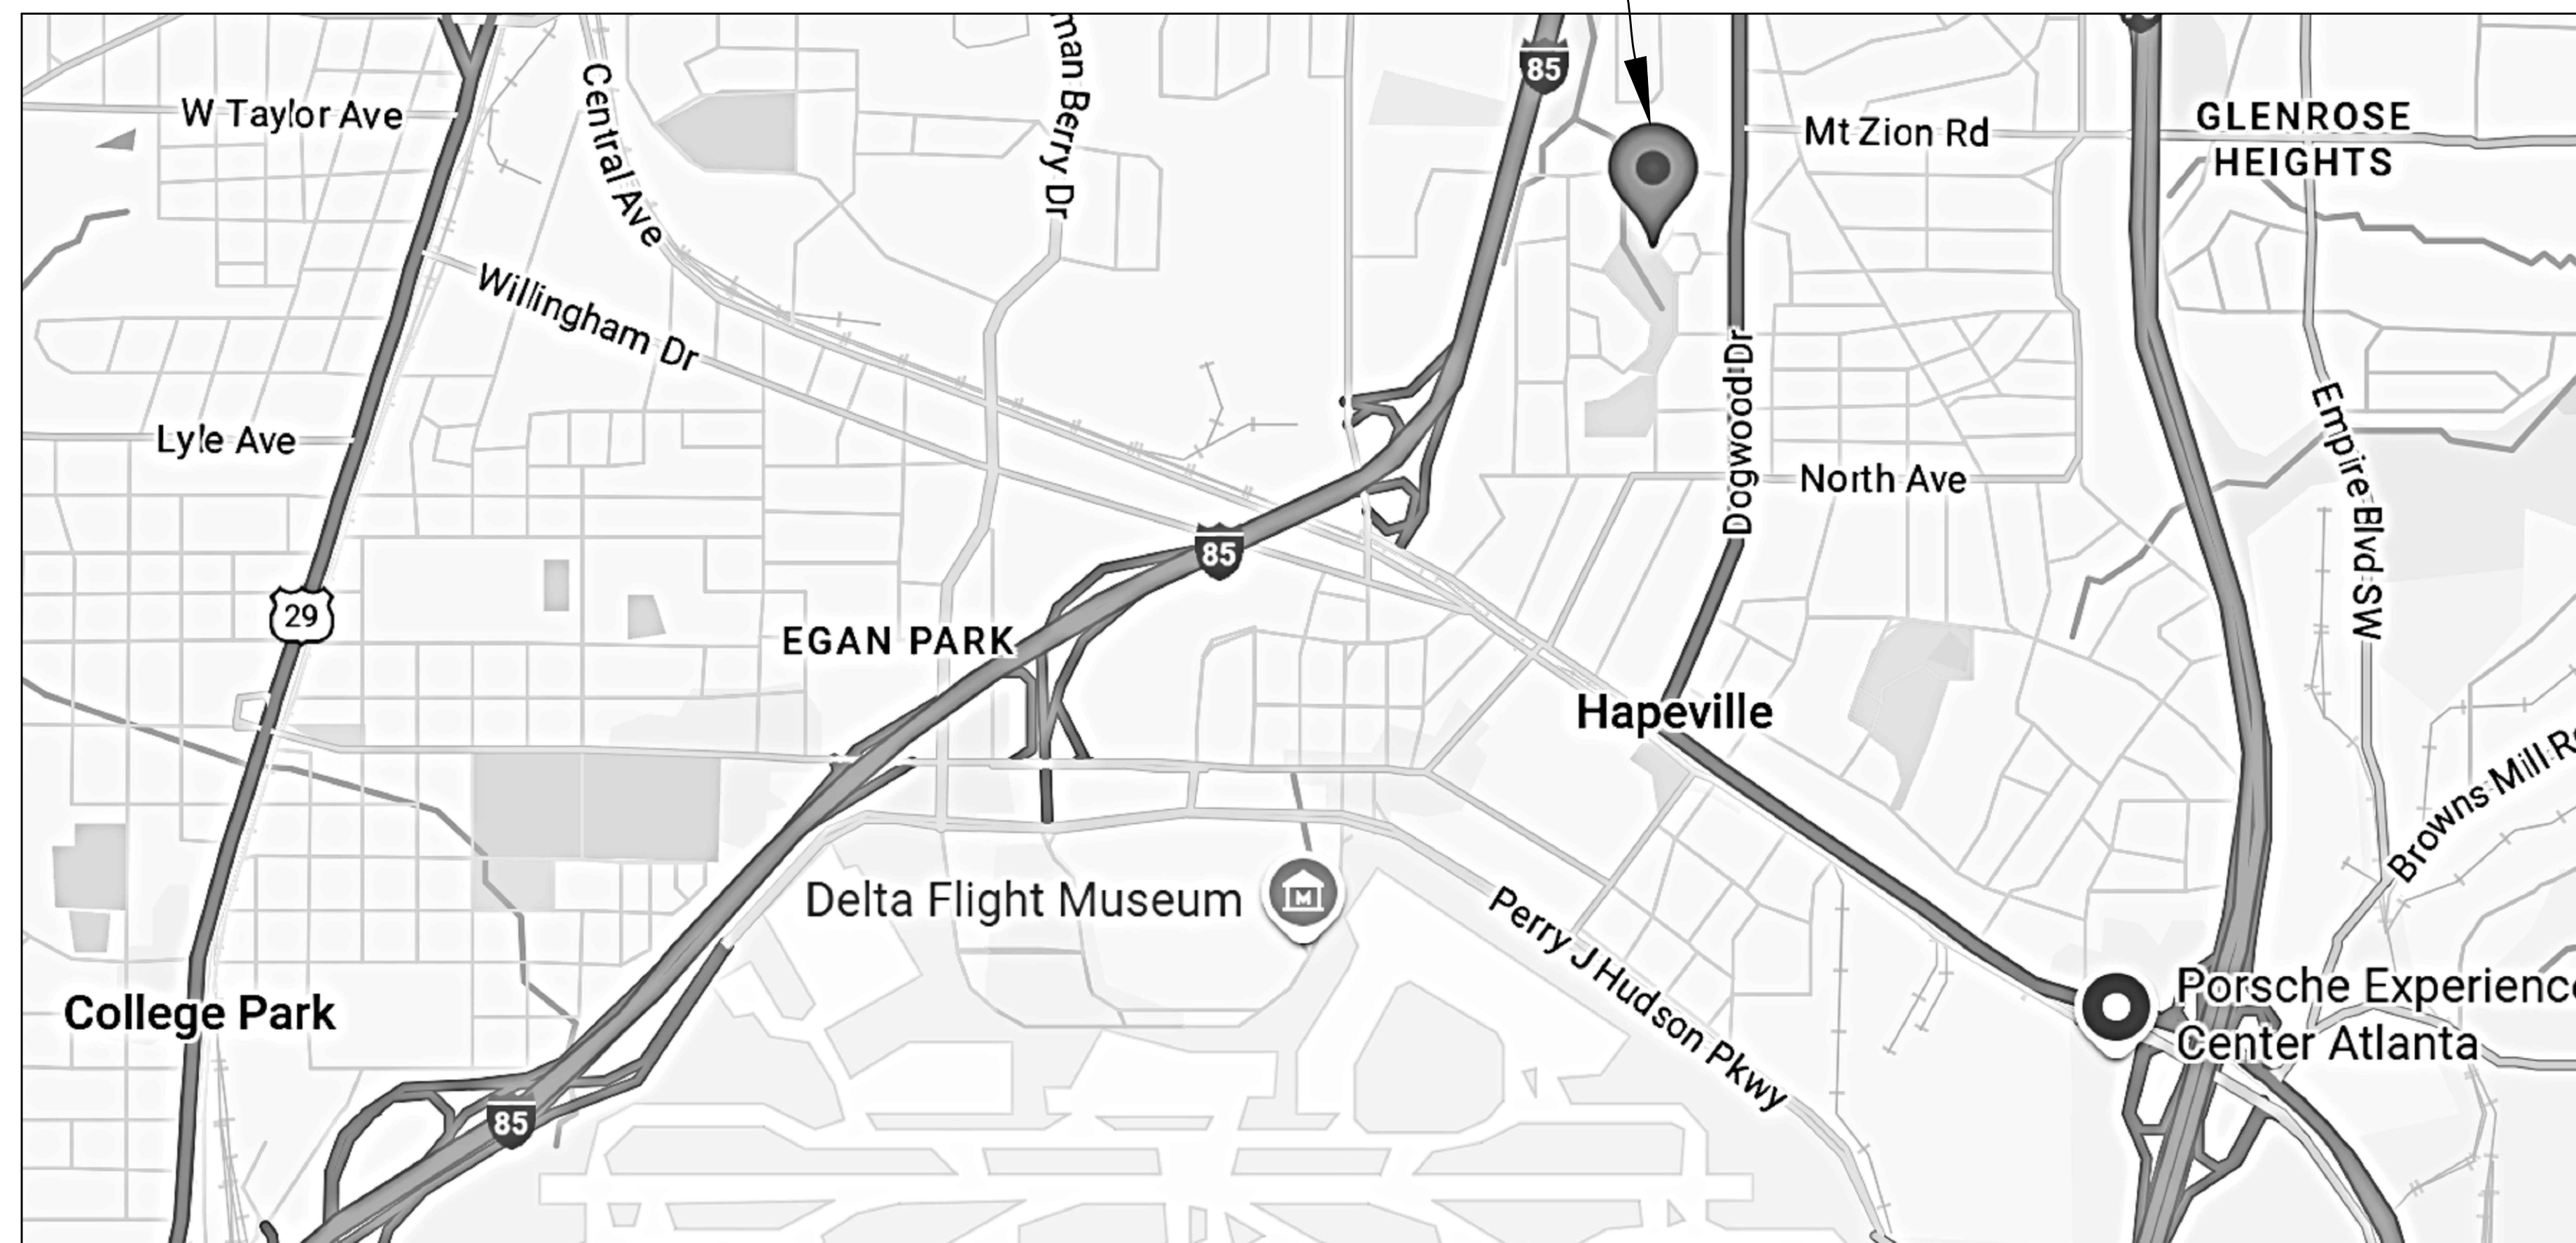 85
W Taylor Ave
Central Ave
man Berry Dr
Mt Zion Rd
GLENROSE
HEIGHTS
Willingham Dr
Dogwood Dr
Lyle Ave
North Ave
Empire Blvd SW
85
29
EGAN PARK
Hapeville
Browns Mill
Delta Flight Museum
Perry J Hudson Pkwy
College Park
Porsche Experience
Center Atlanta
85